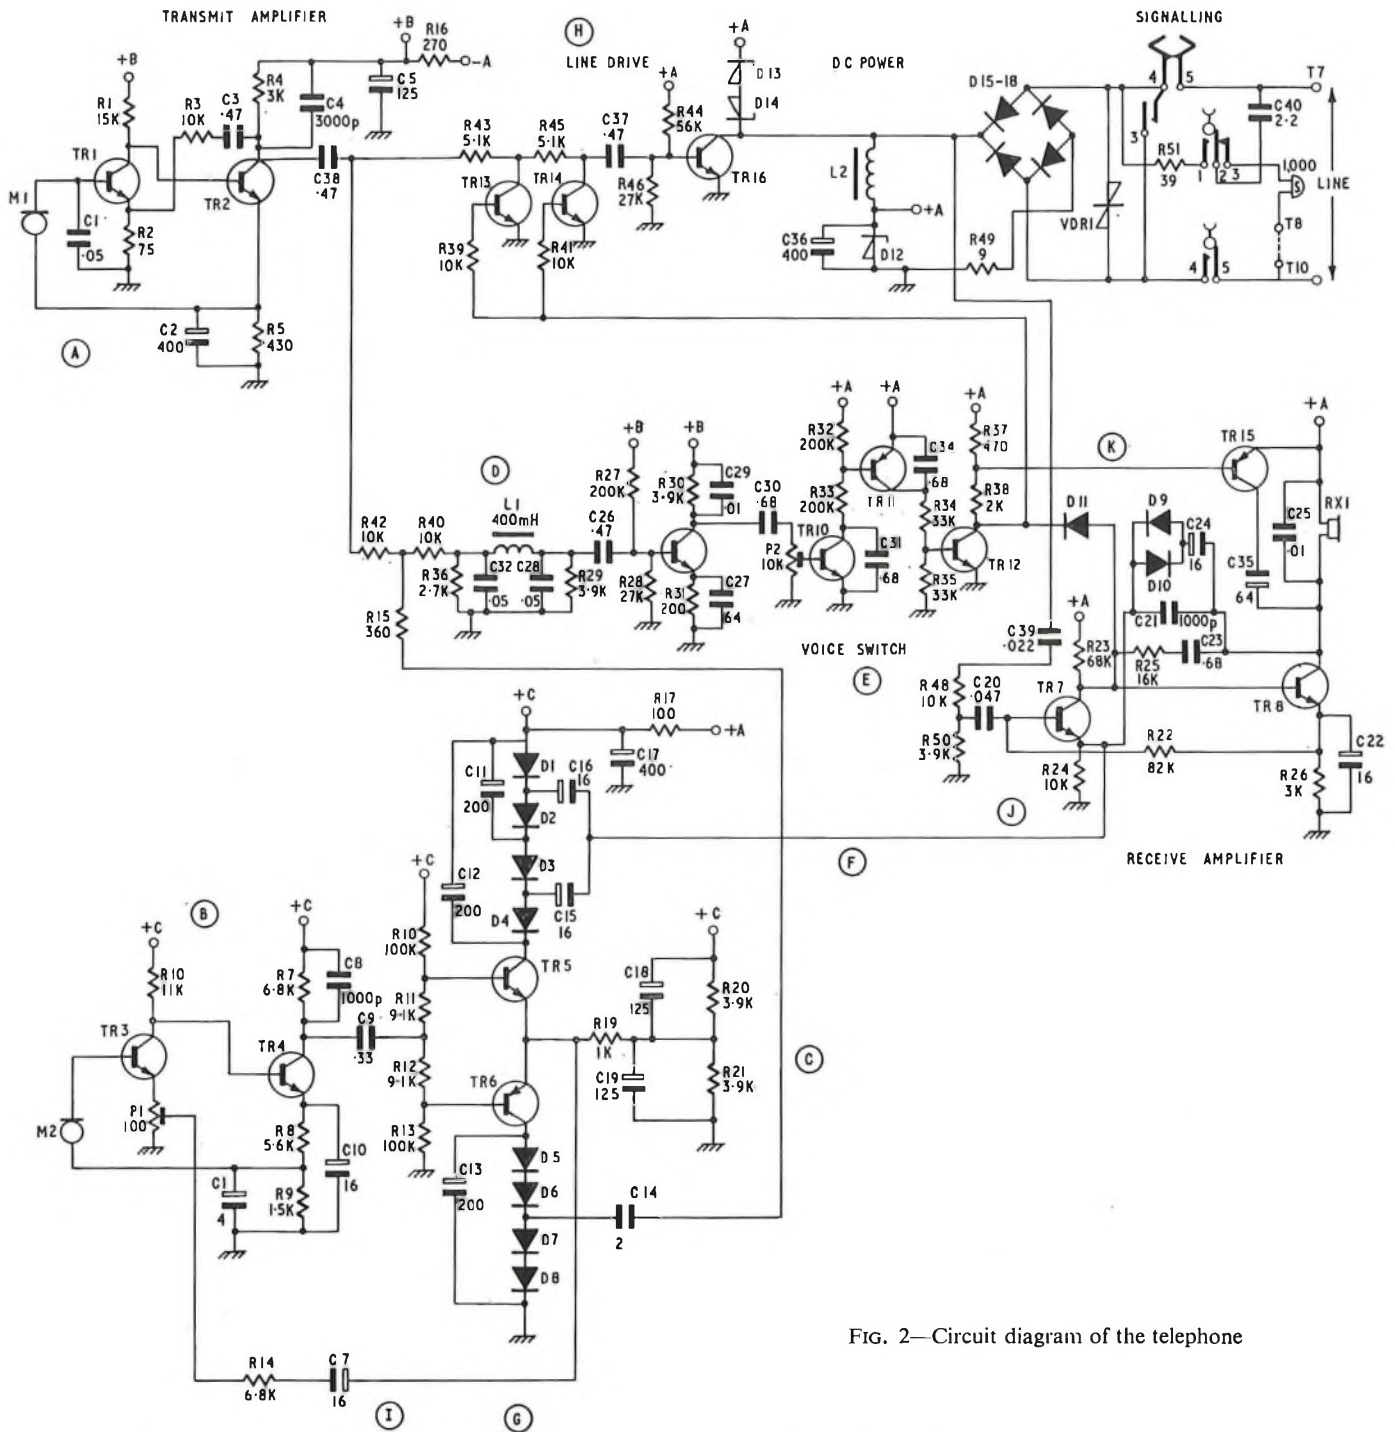 TRANSMIT AMPLIFIER
H
LINE DRIVE
DC POWER
SIGNALLING
+B
R1
15K
TR1
M1
C1
.05
R2
75
R3
10K
C3
.47
R4
3K
TR2
C4
3000p
C5
125
+B
R16
270
-A
C38
.47
C2
400
R5
430
A
R43
5.1K
R45
5.1K
TR13
TR14
R39
10K
R41
10K
C37
.47
+A
R44
56K
R46
27K
TR16
+A
D13
D14
L2
+A
C36
400
D12
R49
9
D15-18
VDR1
3
4
5
R51
39
1
2
3
C40
2.2
1,000
S
T7
LINE
T8
T10
4
5
D
R42
10K
R40
10K
R36
2.7K
L1
400mH
C32
.05
C28
.05
R29
3.9K
C26
.47
+B
R27
200K
R28
27K
+B
R30
3.9K
C29
.01
R31
200
C27
64
C30
.68
P2
10K
+A
R32
200K
R33
200K
TR10
C31
.68
+A
TR11
C34
.68
R34
33K
R35
33K
+A
R37
470
R38
2K
TR12
VOICE SWITCH
E
K
D11
D9
D10
C24
16
C21
1000p
R25
16K
C23
.68
TR15
C35
64
C25
.01
+A
RX1
R15
360
C39
.022
R48
10K
R50
3.9K
C20
.047
+A
R23
68K
TR7
R24
10K
R22
82K
TR8
R26
3K
C22
16
J
F
RECEIVE AMPLIFIER
+C
R17
100
+A
C17
400
C11
200
D1
D2
D3
D4
C16
16
C15
16
C12
200
B
+C
R10
11K
TR3
P1
100
M2
+C
R7
6.8K
C8
1000p
TR4
C9
.33
R8
5.6K
C10
16
R9
1.5K
C1
4
+C
R10
100K
R11
9.1K
R12
9.1K
R13
100K
TR5
TR6
R19
1K
C18
125
C19
125
+C
R20
3.9K
R21
3.9K
G
C13
200
D5
D6
D7
D8
C14
2
R14
6.8K
C7
16
I
G
FIG. 2—Circuit diagram of the telephone